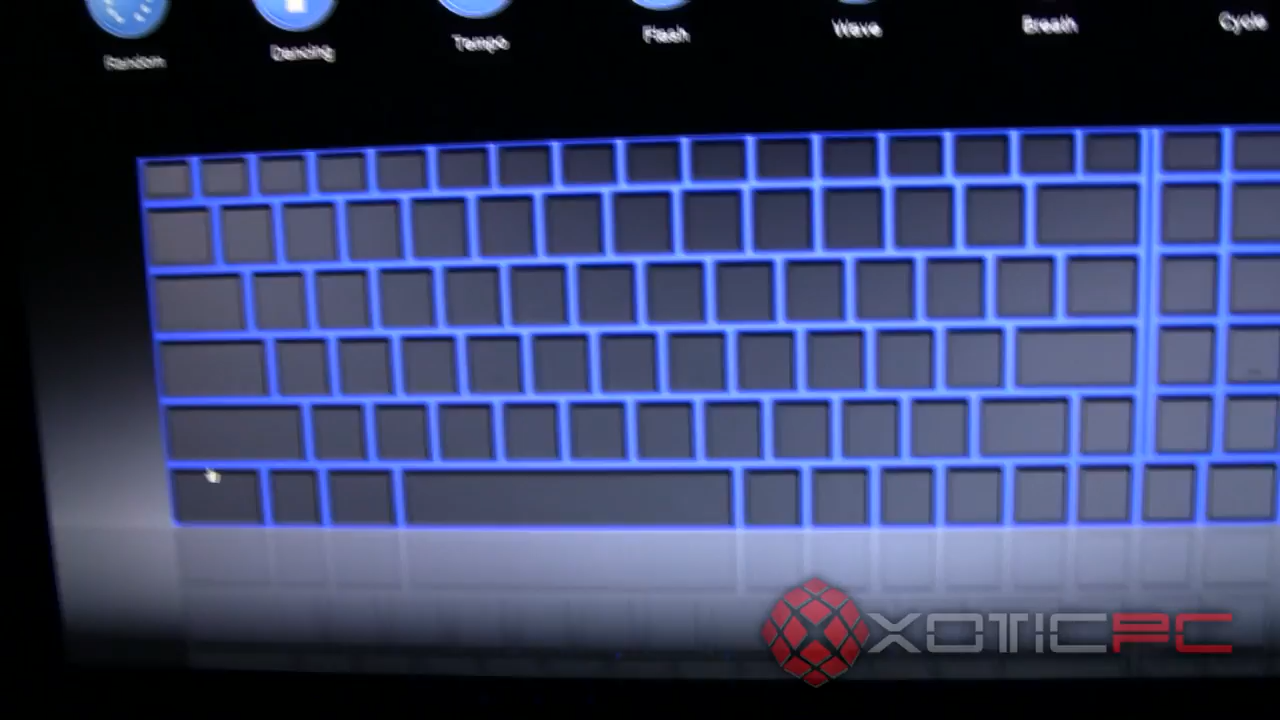 Random
Dancing
Tempo
Flash
Wave
Breath
Cycle
XOTICPC